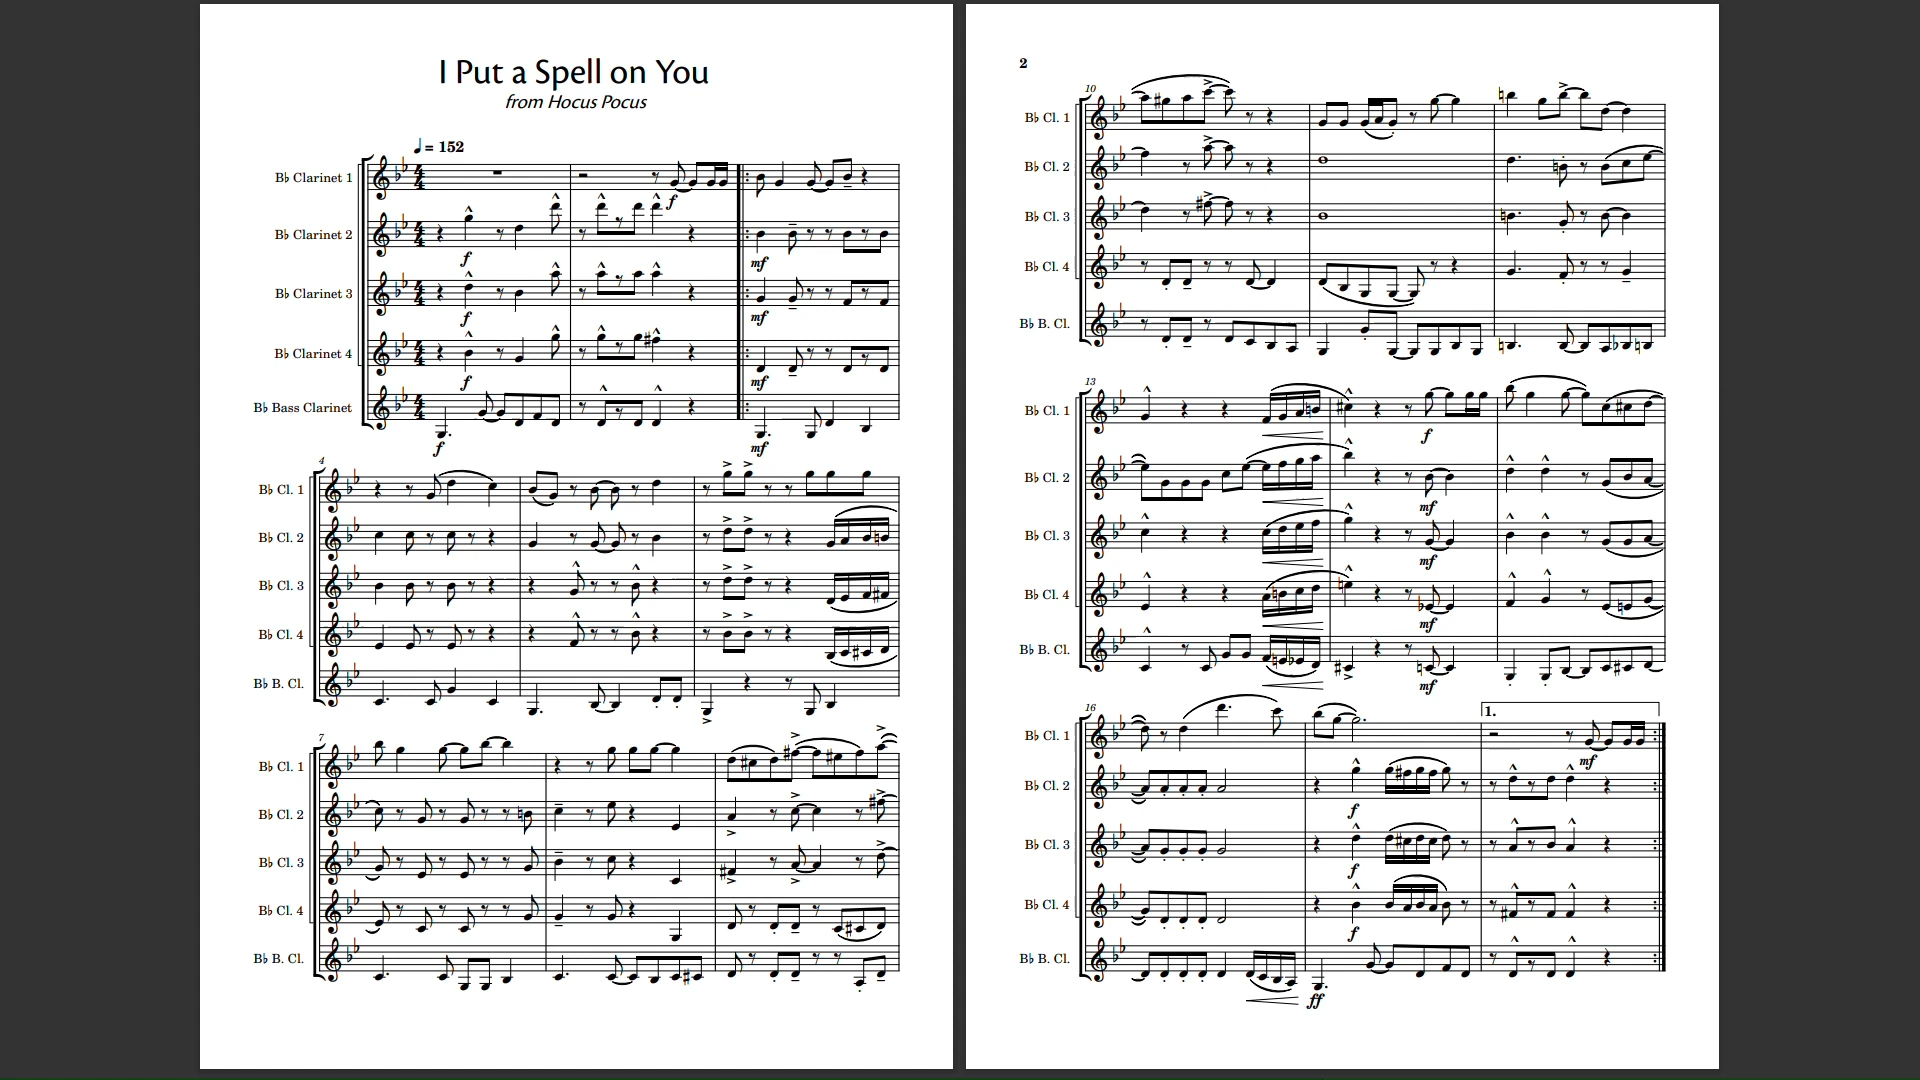 I Put a Spell on You
from Hocus Pocus
♩= 152
B♭ Clarinet 1
f
B♭ Clarinet 2
f mf
B♭ Clarinet 3
f mf
B♭ Clarinet 4
f mf
B♭ Bass Clarinet
f mf
4
B♭ Cl. 1
B♭ Cl. 2
B♭ Cl. 3
B♭ Cl. 4
B♭ B. Cl.
7
B♭ Cl. 1
B♭ Cl. 2
B♭ Cl. 3
B♭ Cl. 4
B♭ B. Cl.
2
10
B♭ Cl. 1
B♭ Cl. 2
B♭ Cl. 3
B♭ Cl. 4
B♭ B. Cl.
13
B♭ Cl. 1
f
B♭ Cl. 2
mf
B♭ Cl. 3
mf
B♭ Cl. 4
mf
B♭ B. Cl.
mf
16
1.
B♭ Cl. 1
mf
B♭ Cl. 2
f
B♭ Cl. 3
f
B♭ Cl. 4
f
B♭ B. Cl.
ff